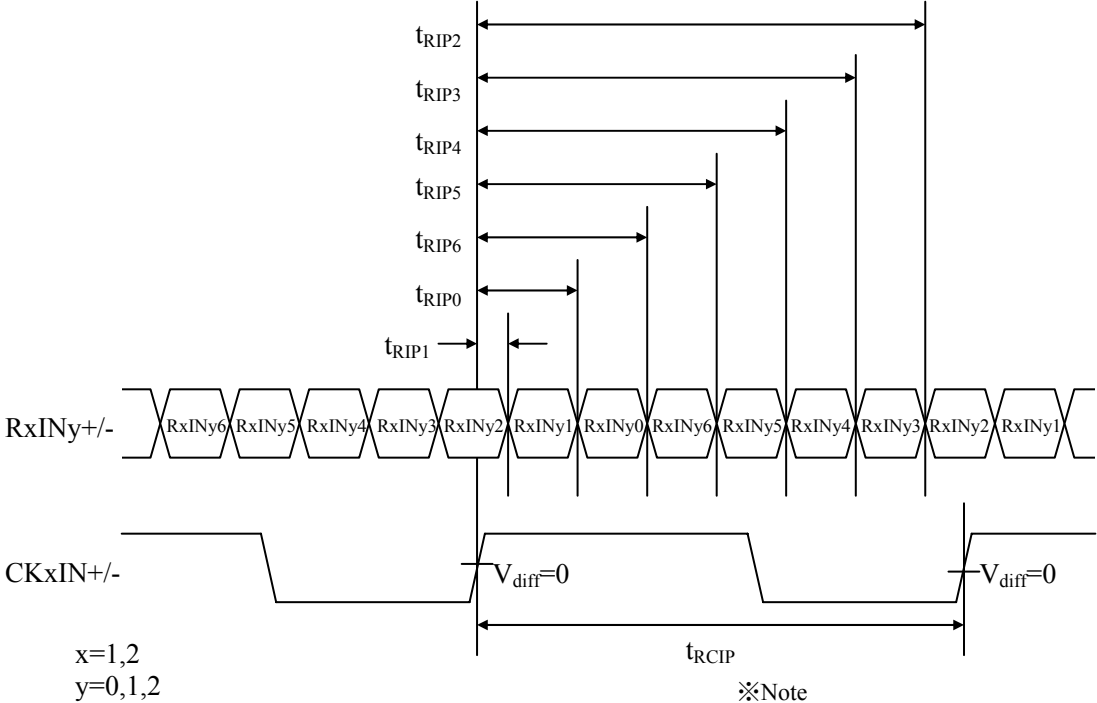 tRIP2
tRIP3
tRIP4
tRIP5
tRIP6
tRIP0
tRIP1
RxINy+/- RxINy6 RxINy5 RxINy4 RxINy3 RxINy2 RxINy1 RxINy0 RxINy6 RxINy5 RxINy4 RxINy3 RxINy2 RxINy1
CKxIN+/- Vdiff=0 Vdiff=0
tRCIP
x=1,2
y=0,1,2
※Note